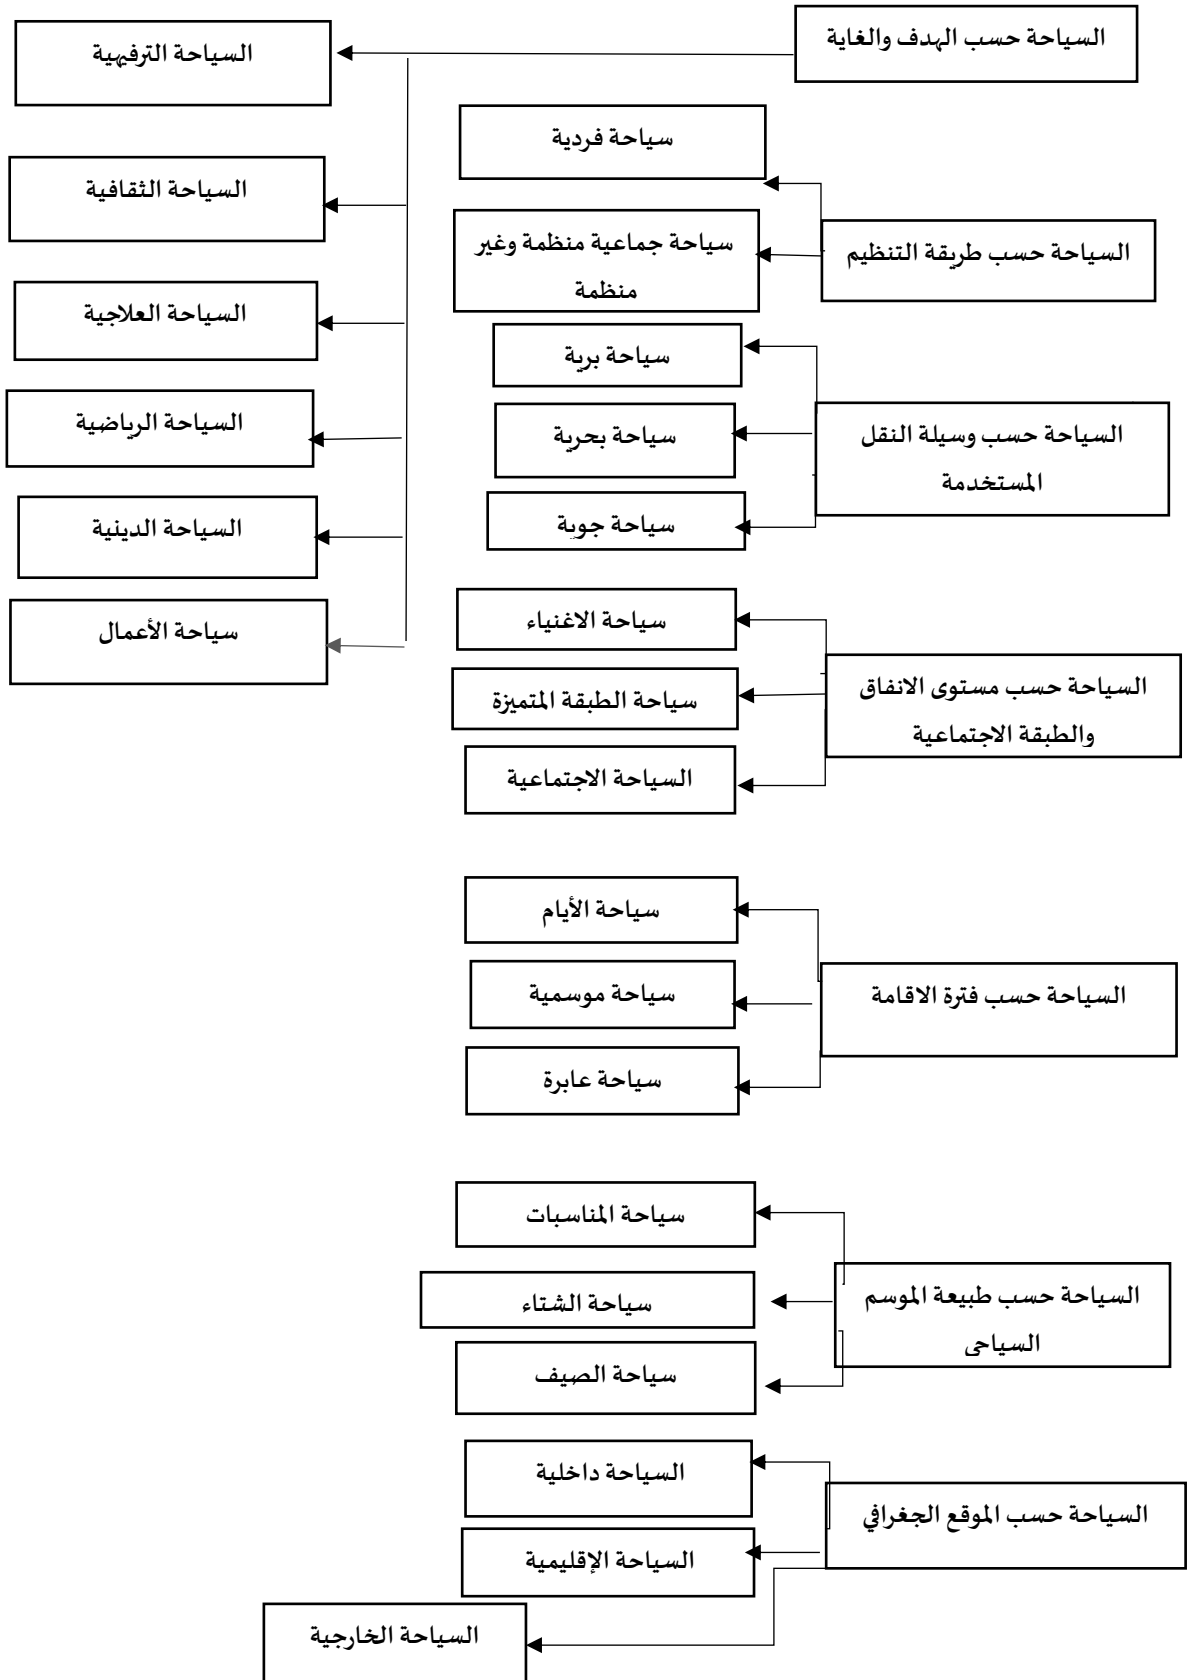 السياحة حسب الهدف والغاية
السياحة الترفيهية
السياحة الثقافية
السياحة العلاجية
السياحة الرياضية
السياحة الدينية
سياحة الأعمال
السياحة حسب طريقة التنظيم
سياحة فردية
سياحة جماعية منظمة وغير
منظمة
السياحة حسب وسيلة النقل
المستخدمة
سياحة برية
سياحة بحرية
سياحة جوية
السياحة حسب مستوى الانفاق
والطبقة الاجتماعية
سياحة الاغنياء
سياحة الطبقة المتميزة
السياحة الاجتماعية
السياحة حسب فترة الاقامة
سياحة الأيام
سياحة موسمية
سياحة عابرة
السياحة حسب طبيعة الموسم
السياحي
سياحة المناسبات
سياحة الشتاء
سياحة الصيف
السياحة حسب الموقع الجغرافي
السياحة داخلية
السياحة الإقليمية
السياحة الخارجية